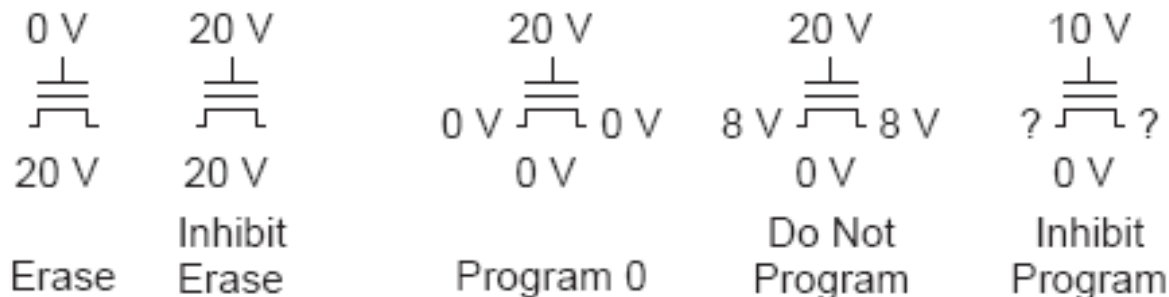 0 V 20 V 20 V 20 V 10 V
0 V 0 V 8 V 8 V ? ?
20 V 20 V 0 V 0 V 0 V
Inhibit Do Not Inhibit
Erase Erase Program 0 Program Program